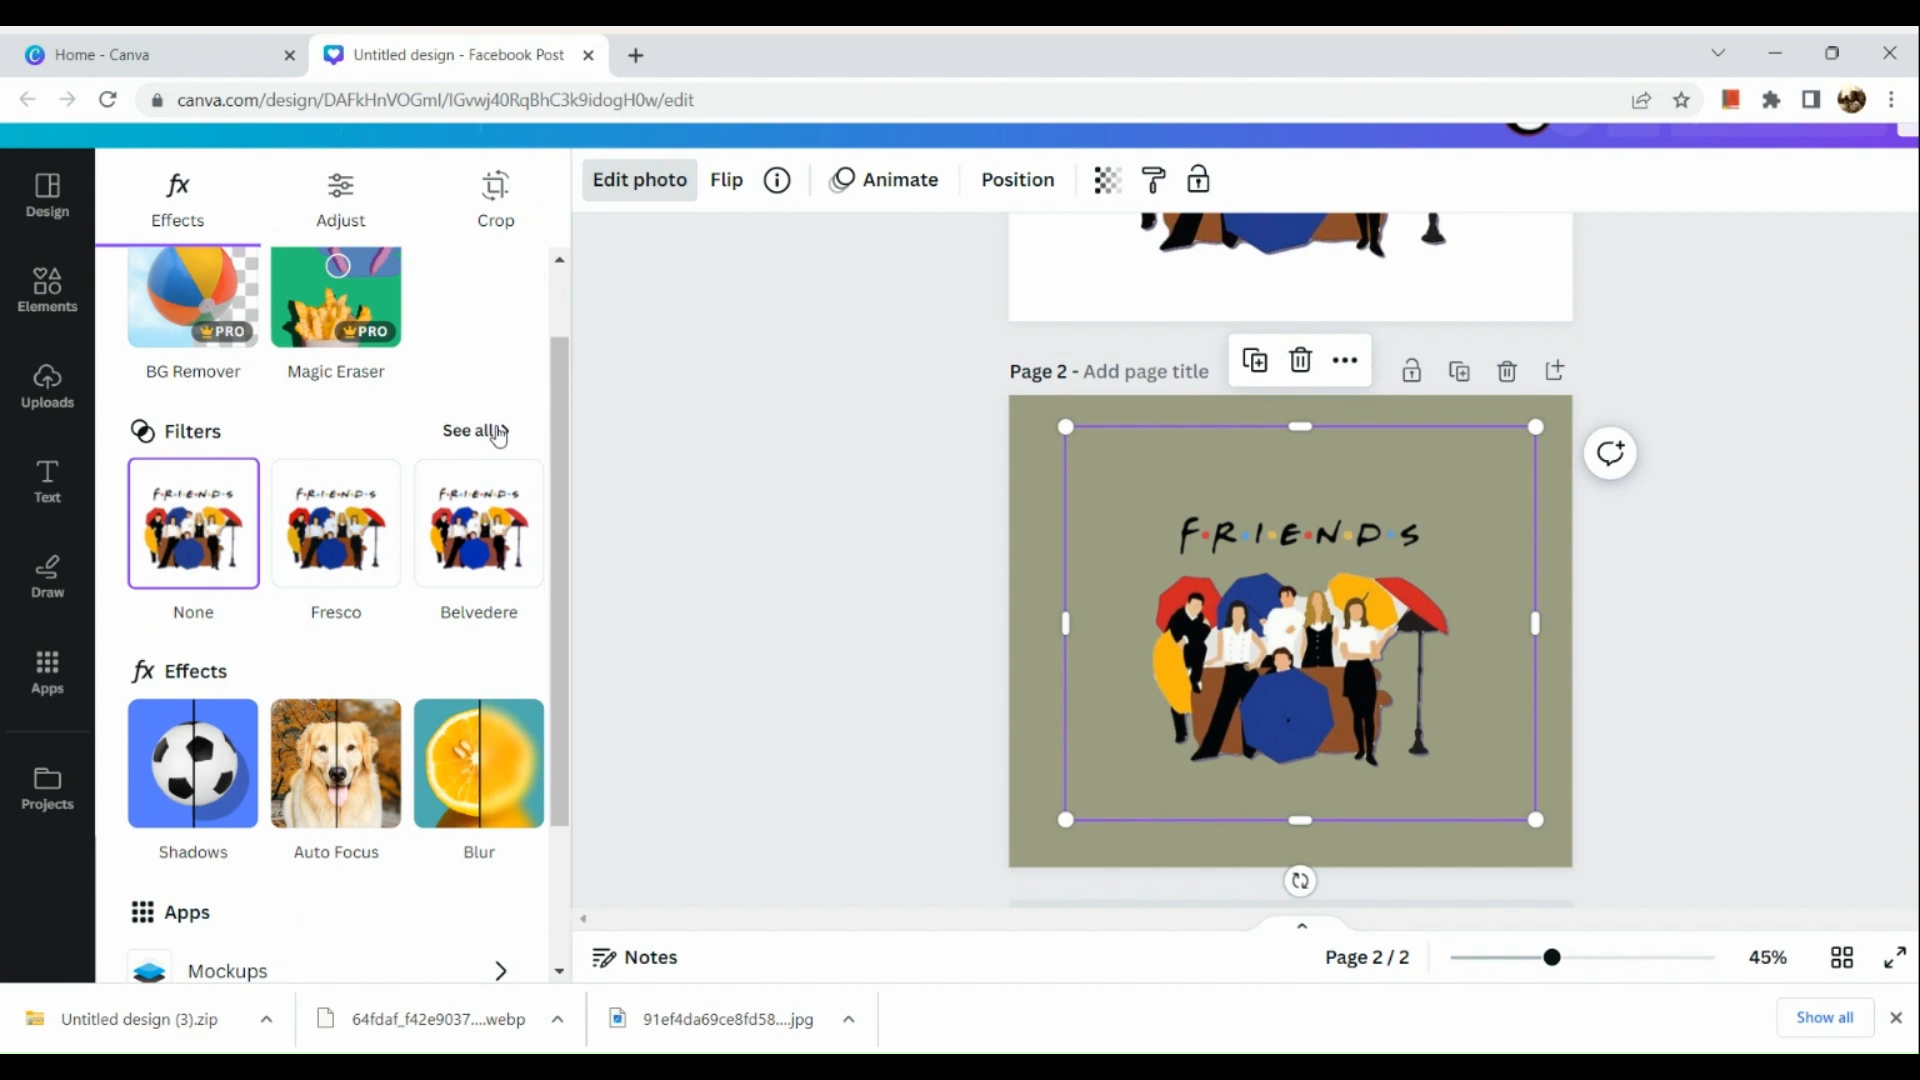 Home - Canva
Untitled design - Facebook Post
canva.com/design/DAFkHnVOGmI/IGvwj40RqBhC3k9idogH0w/edit
Design
Elements
Uploads
Text
Draw
Apps
Projects
fx
Effects
Adjust
Crop
PRO
PRO
BG Remover
Magic Eraser
Filters
See all
F·R·I·E·N·D·S
F·R·I·E·N·D·S
F·R·I·E·N·D·S
None
Fresco
Belvedere
fx Effects
Shadows
Auto Focus
Blur
Apps
Mockups
Edit photo
Flip
Animate
Position
Page 2 - Add page title
F·R·I·E·N·D·S
Notes
Page 2 / 2
45%
Untitled design (3).zip
64fdaf_f42e9037....webp
91ef4da69ce8fd58....jpg
Show all